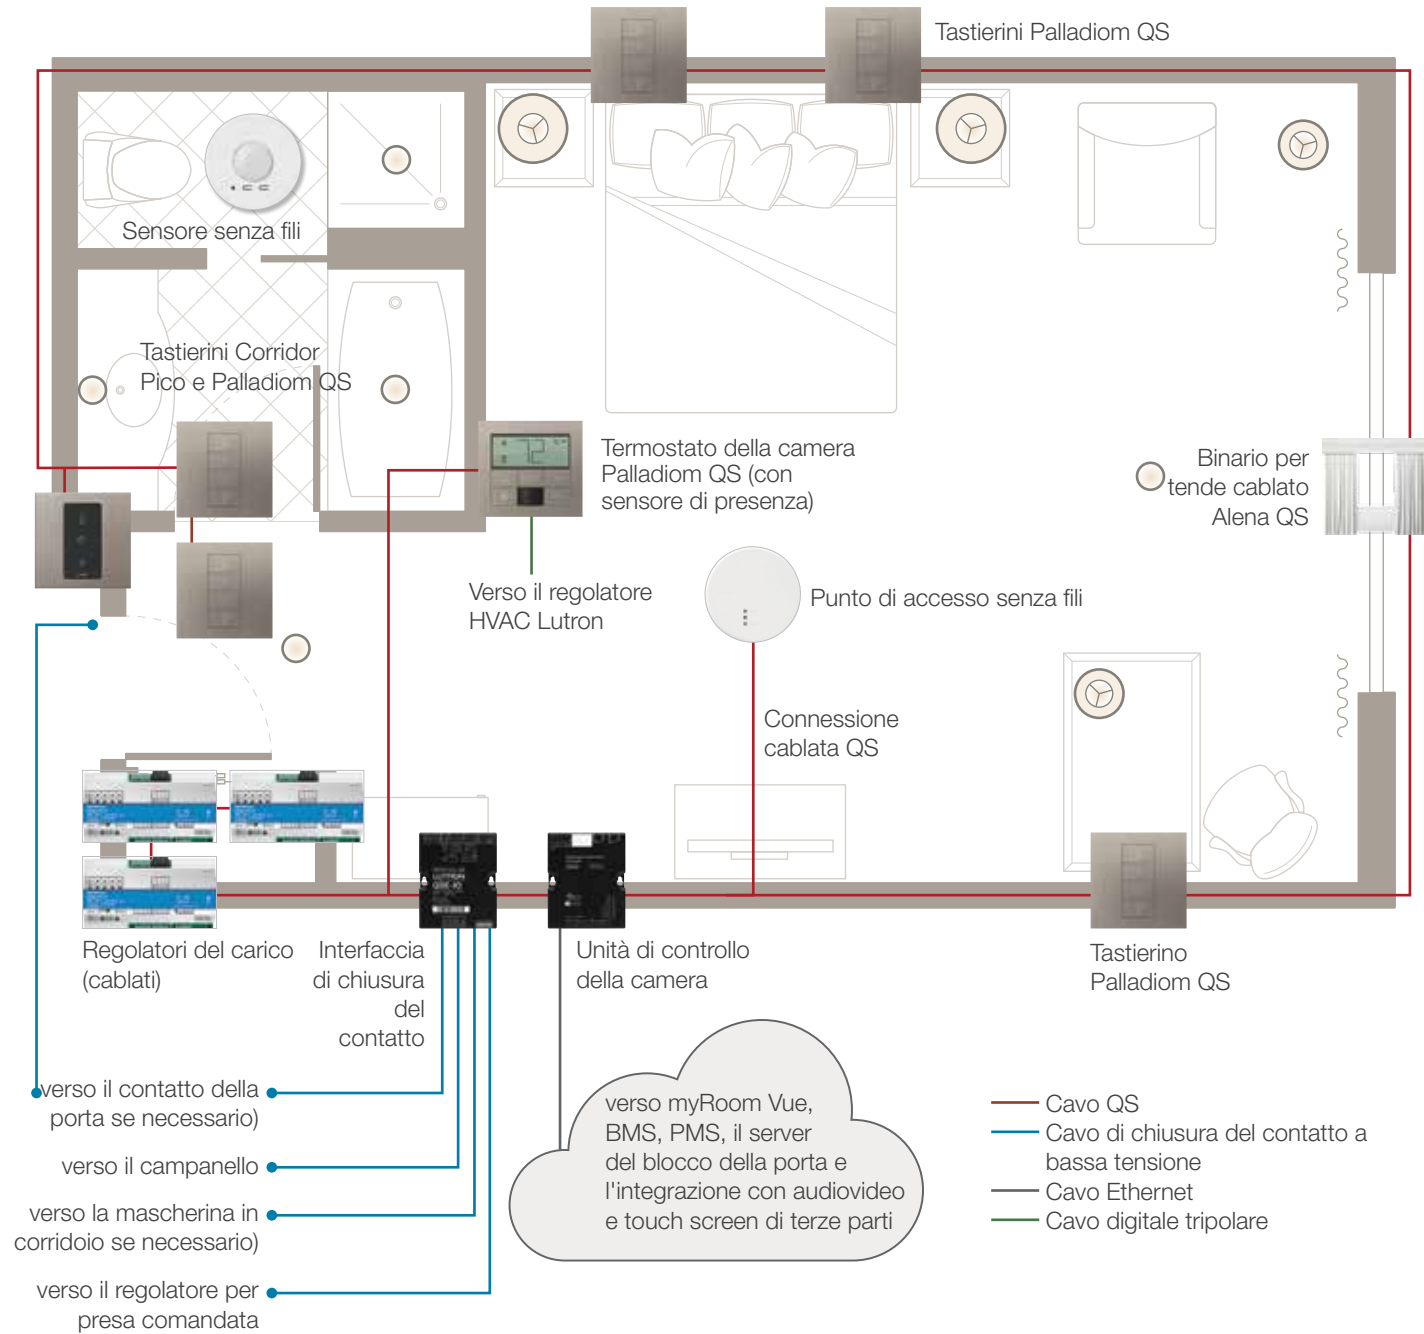 Tastierini Palladiom QS
Sensore senza fili
Tastierini Corridor
Pico e Palladiom QS
Termostato della camera
Palladiom QS (con
sensore di presenza)
Binario per
tende cablato
Alena QS
Verso il regolatore
HVAC Lutron
Punto di accesso senza fili
Connessione
cablata QS
Regolatori del carico
(cablati)
Interfaccia
di chiusura
del
contatto
Unità di controllo
della camera
Tastierino
Palladiom QS
verso il contatto della
porta se necessario)
verso il campanello
verso la mascherina in
corridoio se necessario)
verso il regolatore per
presa comandata
verso myRoom Vue,
BMS, PMS, il server
del blocco della porta e
l'integrazione con audiovideo
e touch screen di terze parti
Cavo QS
Cavo di chiusura del contatto a
bassa tensione
Cavo Ethernet
Cavo digitale tripolare